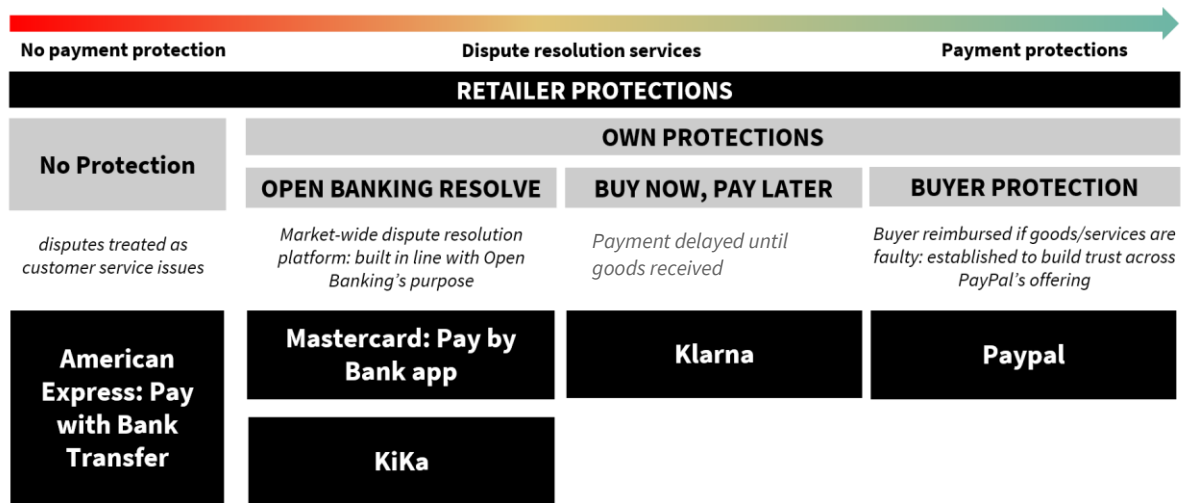 No payment protection
Dispute resolution services
Payment protections
RETAILER PROTECTIONS
No Protection
OWN PROTECTIONS
OPEN BANKING RESOLVE
BUY NOW, PAY LATER
BUYER PROTECTION
disputes treated as
customer service issues
Market-wide dispute resolution
platform: built in line with Open
Banking's purpose
Payment delayed until
goods received
Buyer reimbursed if goods/services are
faulty: established to build trust across
PayPal's offering
American
Express: Pay
with Bank
Transfer
Mastercard: Pay by
Bank app
Klarna
Paypal
KiKa